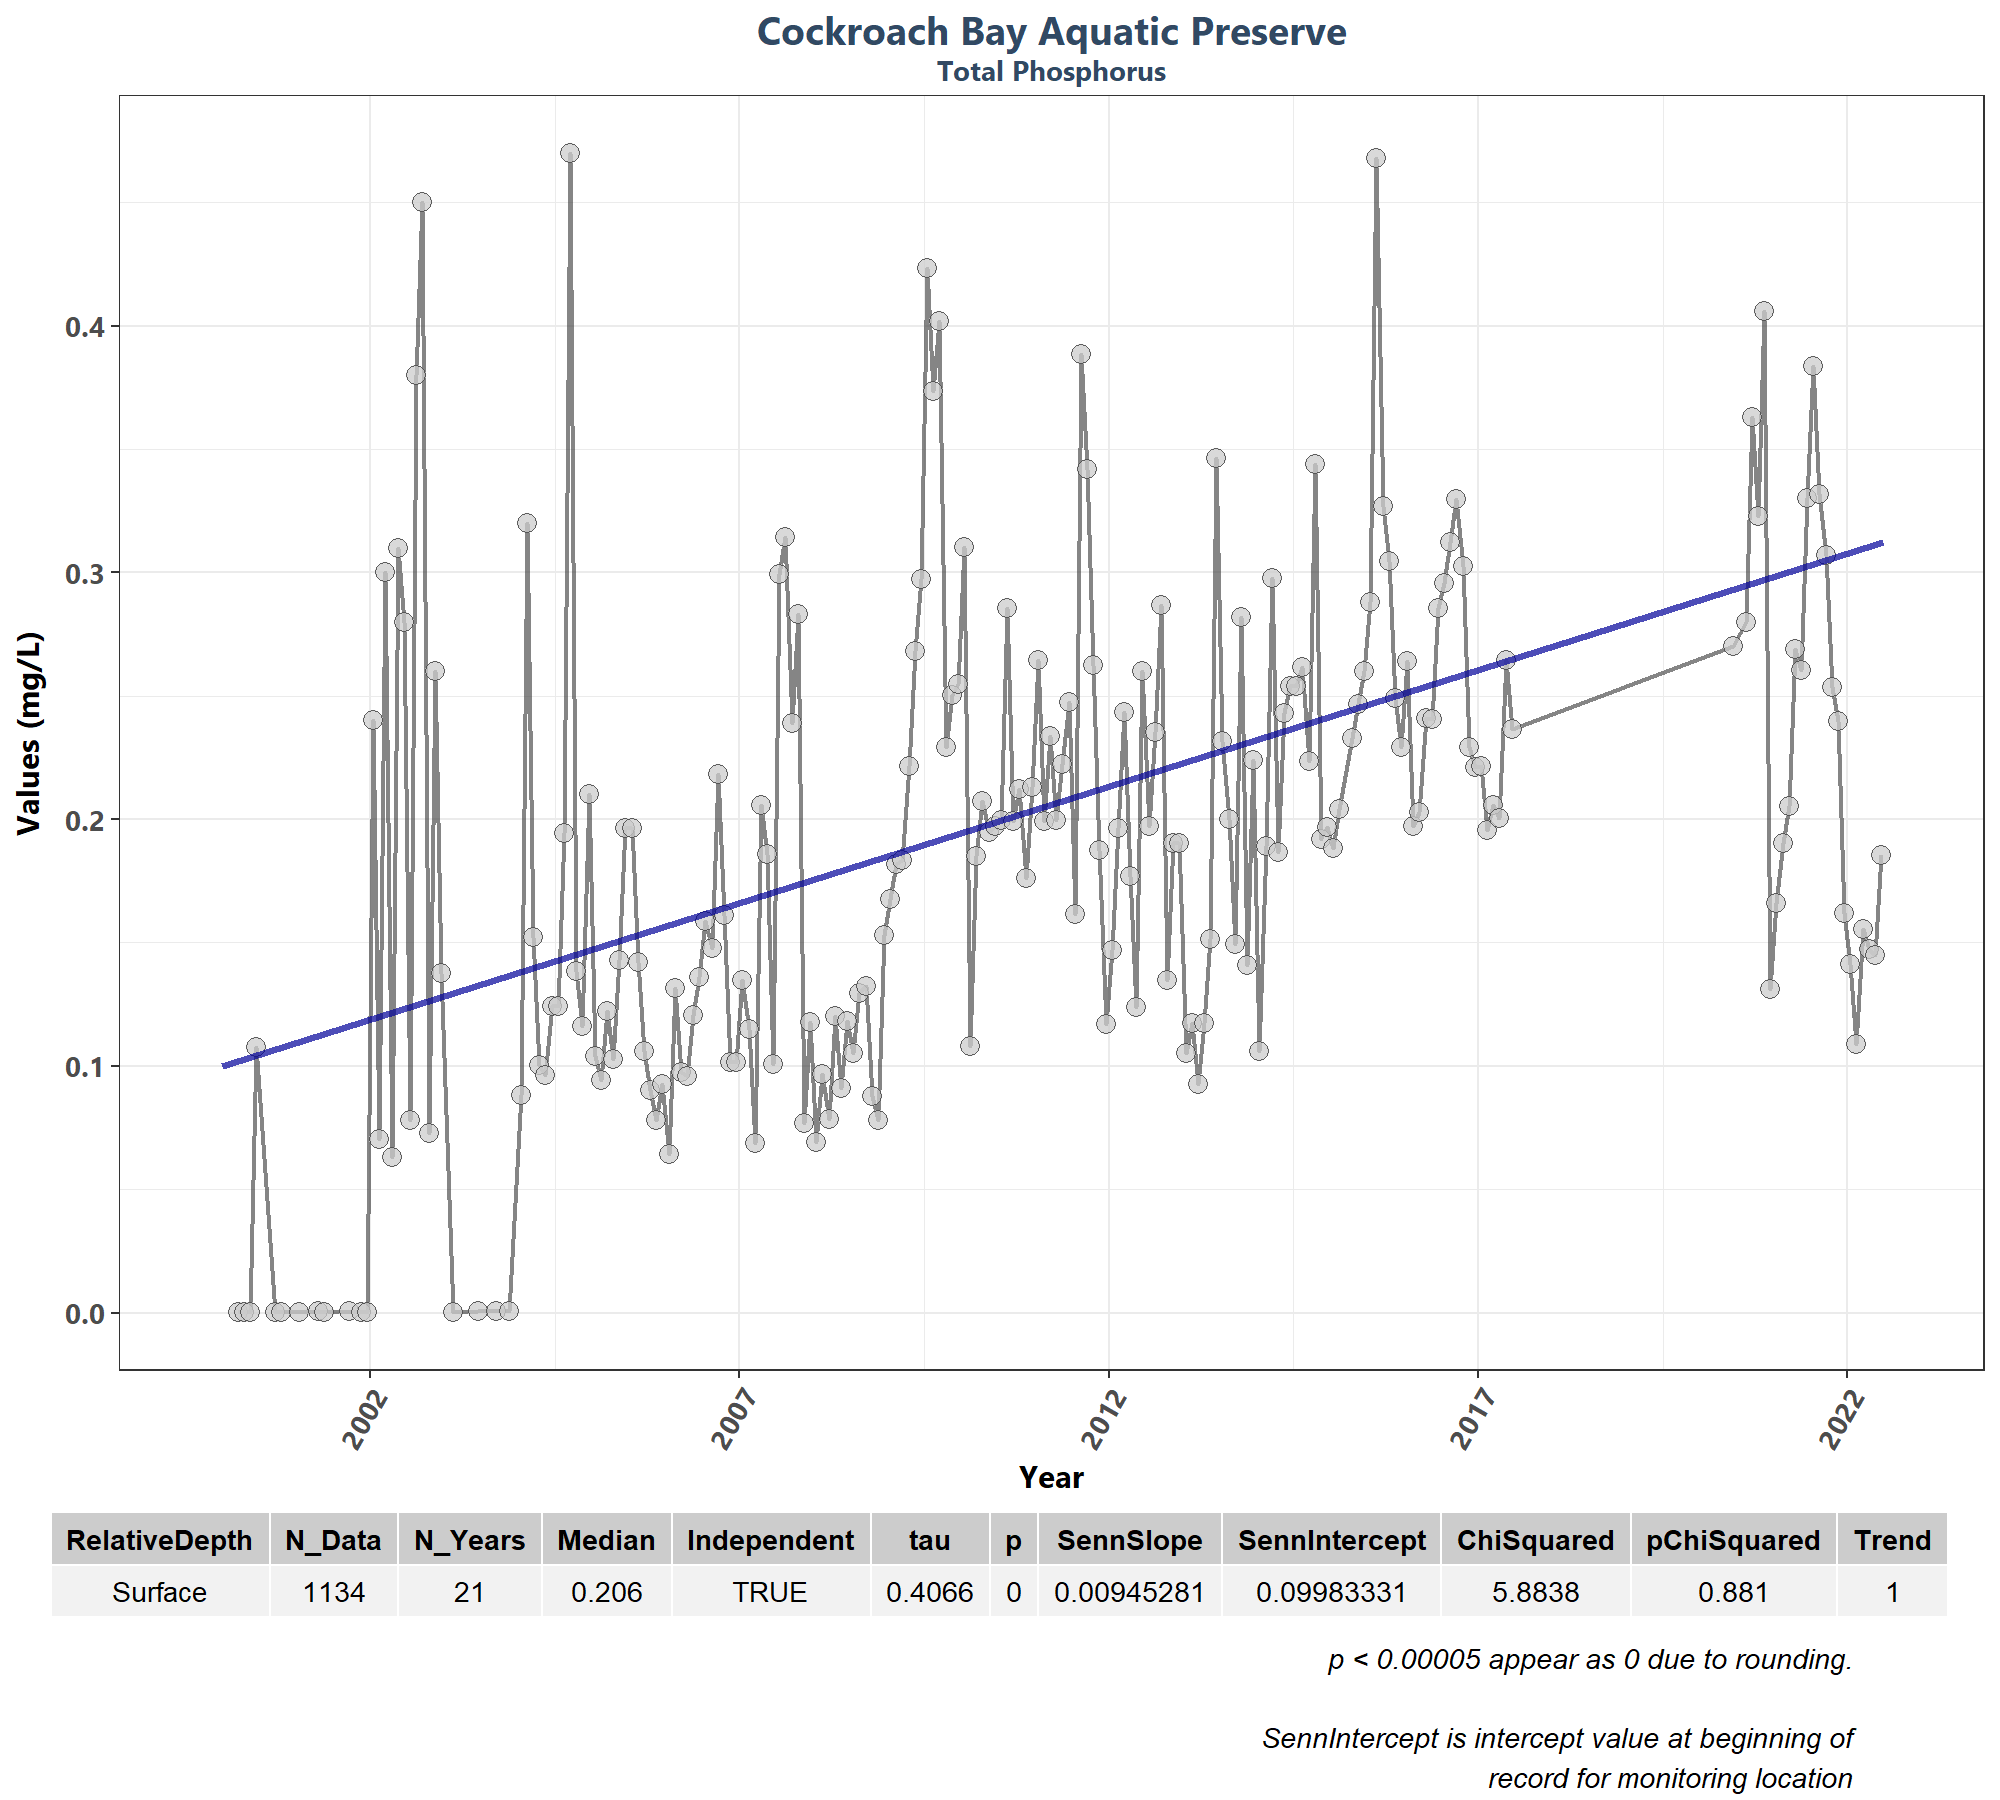 Cockroach Bay Aquatic Preserve
Total Phosphorus
Values (mg/L)
0.4
0.3
0.2
0.1
0.0
2002 2007 2012 2017 2022
Year
RelativeDepth N_Data N_Years Median Independent tau p SennSlope SennIntercept ChiSquared pChiSquared Trend
Surface 1134 21 0.206 TRUE 0.4066 0 0.00945281 0.09983331 5.8838 0.881 1
p < 0.00005 appear as 0 due to rounding.
SennIntercept is intercept value at beginning of
record for monitoring location